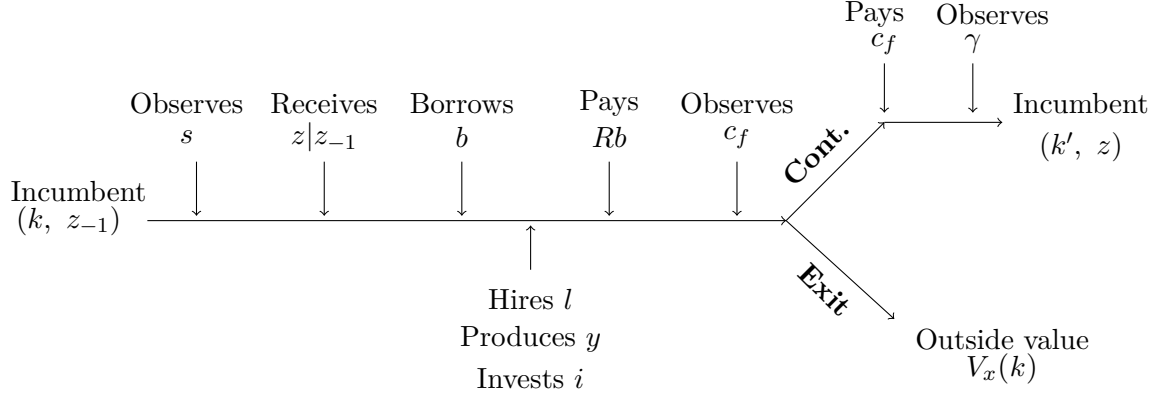 Pays
c_f
Observes
γ
Observes
s
Receives
z|z_{-1}
Borrows
b
Pays
Rb
Observes
c_f
Incumbent
(k, z_{-1})
Cont.
Incumbent
(k′, z)
Exit
Hires l
Produces y
Invests i
Outside value
V_x(k)